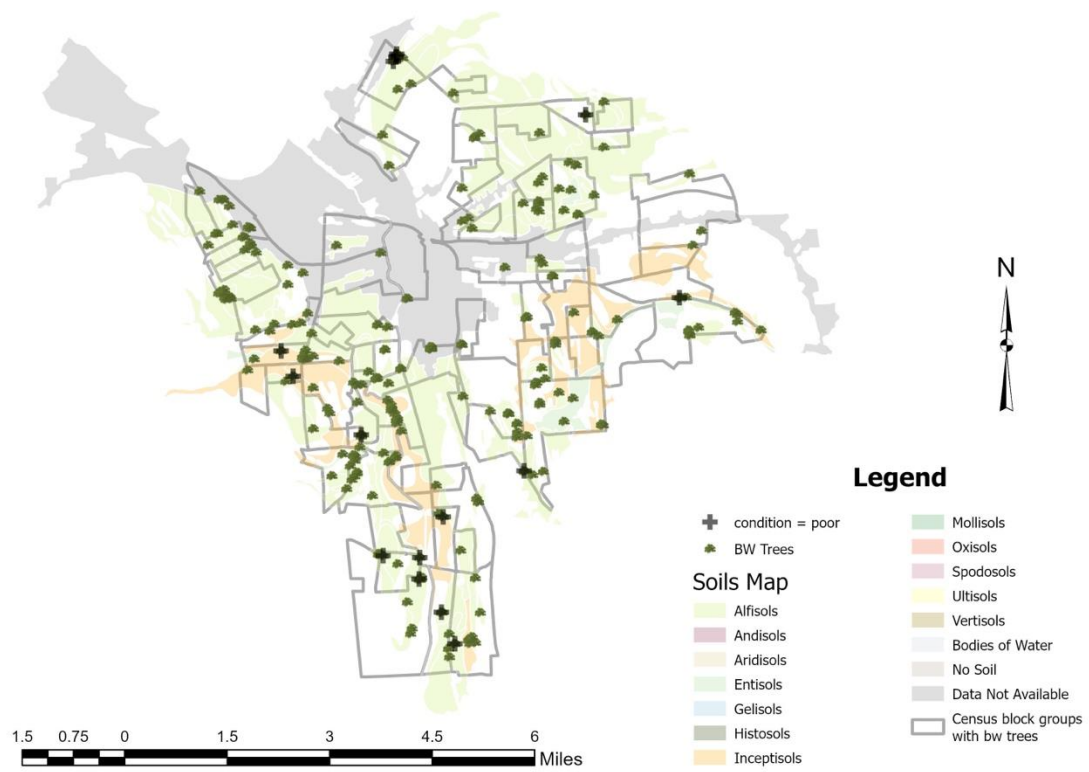 N
Legend
condition = poor
BW Trees
Soils Map
Alfisols
Andisols
Aridisols
Entisols
Gelisols
Histosols
Inceptisols
Mollisols
Oxisols
Spodosols
Ultisols
Vertisols
Bodies of Water
No Soil
Data Not Available
Census block groups
with bw trees
1.5 0.75 0 1.5 3 4.5 6
Miles